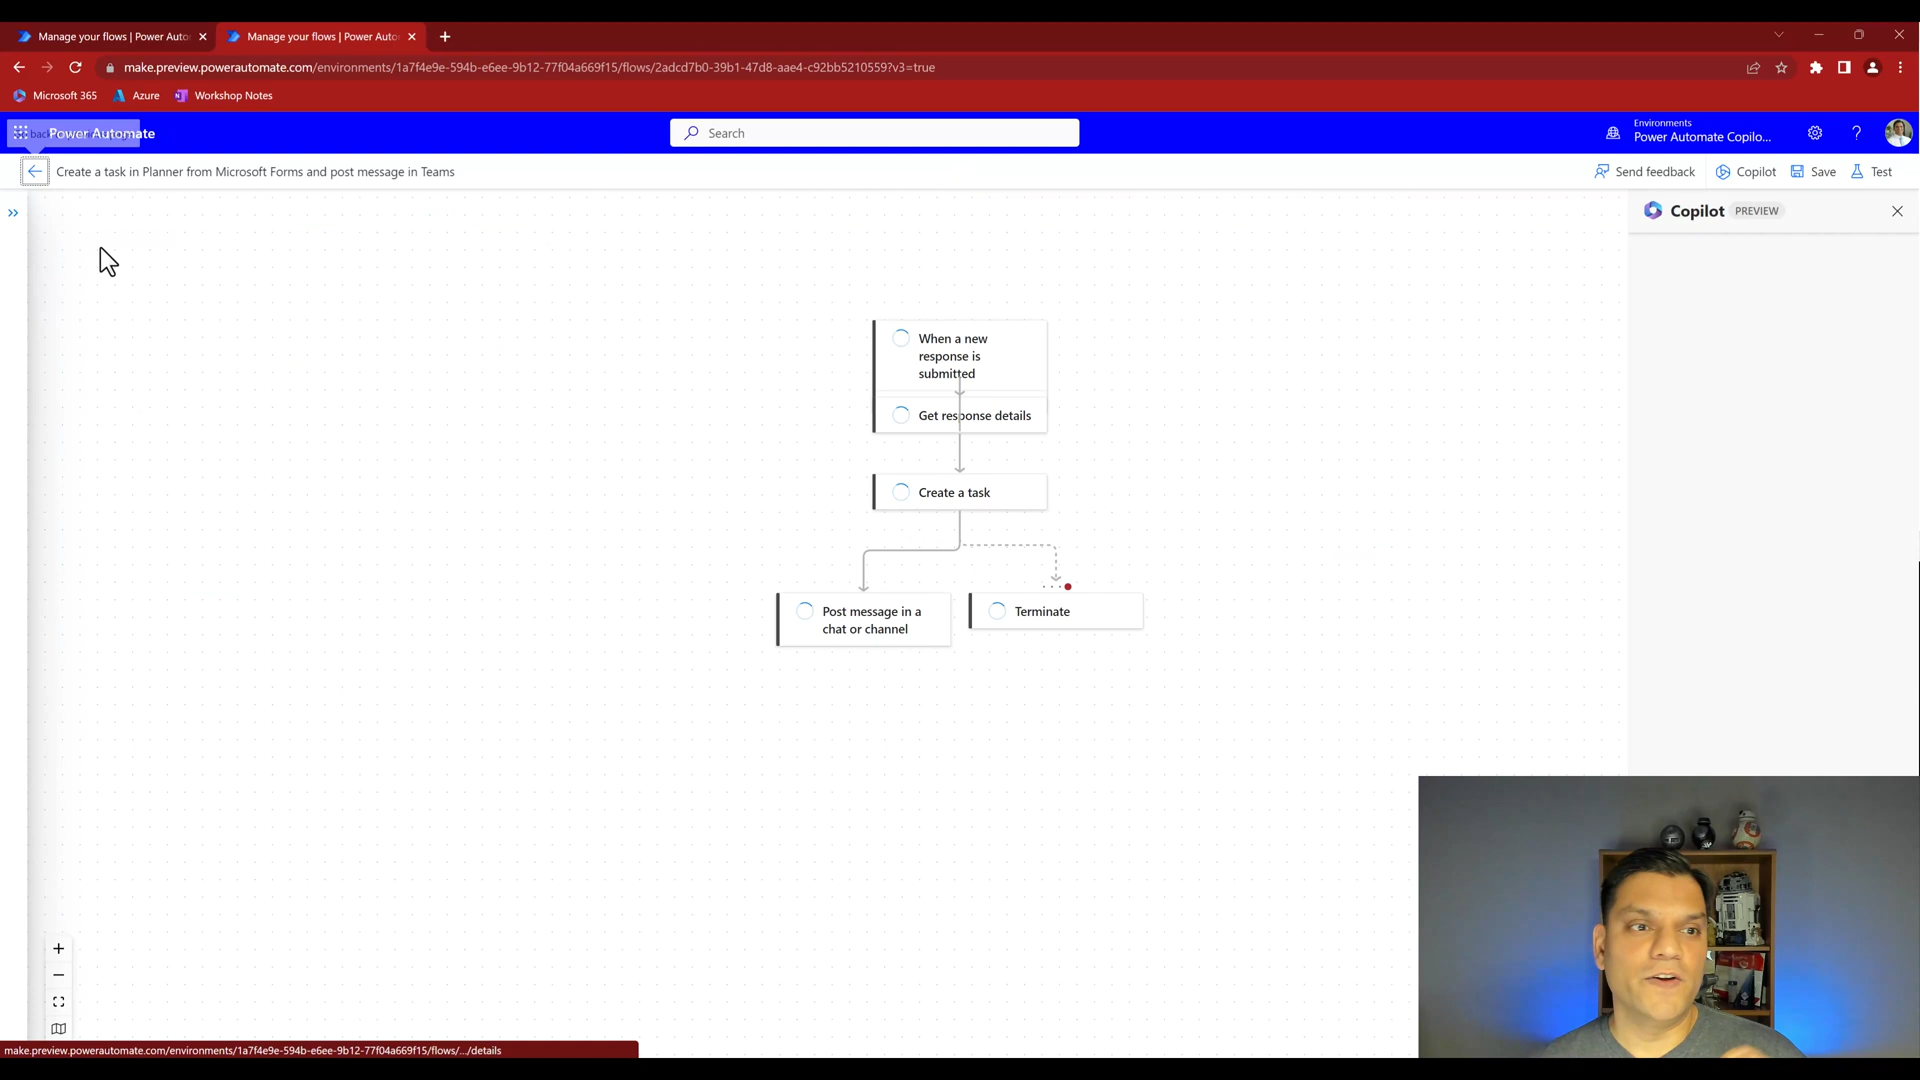 Manage your flows | Power Auto
Manage your flows | Power Auto
make.preview.powerautomate.com/environments/1a7f4e9e-594b-e6ee-9b12-77f04a669f15/flows/2adcd7b0-39b1-47d8-aae4-c92bb5210559?v3=true
Microsoft 365
Azure
Workshop Notes
Power Automate
Search
Environments
Power Automate Copilo...
Create a task in Planner from Microsoft Forms and post message in Teams
Send feedback
Copilot
Save
Test
Copilot PREVIEW
When a new
response is
submitted
Get response details
Create a task
Post message in a
chat or channel
Terminate
make.preview.powerautomate.com/environments/1a7f4e9e-594b-e6ee-9b12-77f04a669f15/flows/.../details